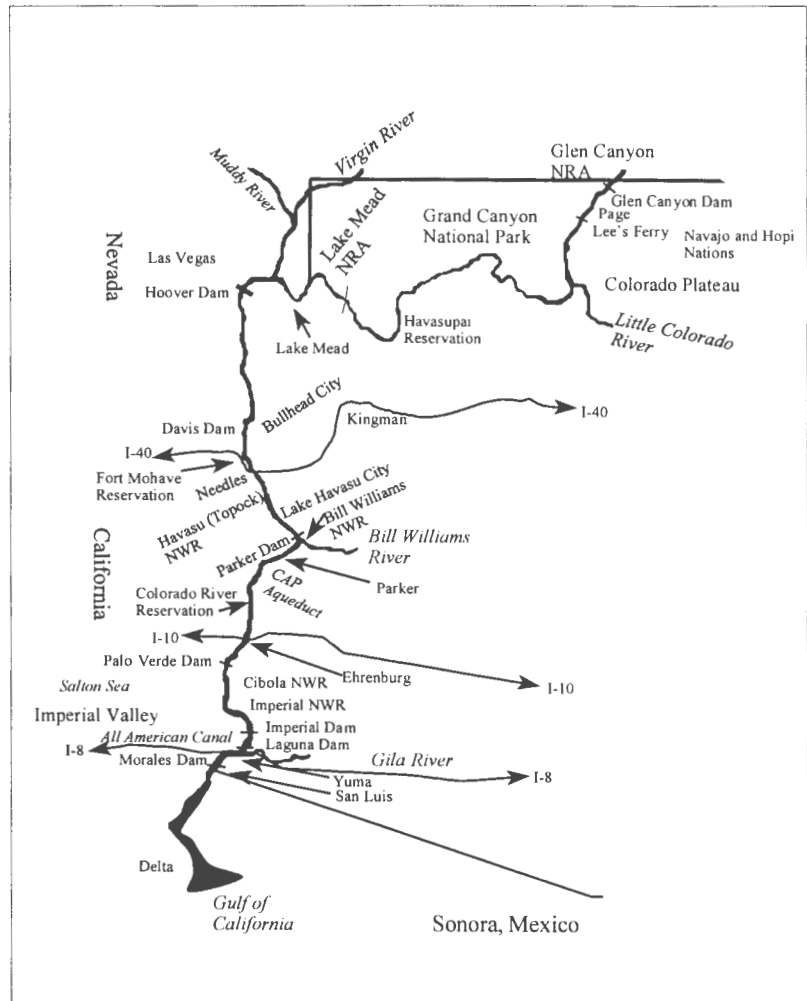 Glen Canyon
NRA
Virgin River
Muddy River
Glen Canyon Dam
Page
Lee's Ferry
Navajo and Hopi
Nations
Grand Canyon
National Park
Lake Mead
NRA
Nevada
Las Vegas
Hoover Dam
Colorado Plateau
Lake Mead
Havasupai
Reservation
Little Colorado
River
Bullhead City
Kingman
I-40
Davis Dam
I-40
Fort Mohave
Reservation
Needles
Lake Havasu City
Bill Williams
NWR
Havasu (Topock)
NWR
Parker Dam
Bill Williams
River
California
CAP
Aqueduct
Parker
Colorado River
Reservation
I-10
Palo Verde Dam
Ehrenburg
I-10
Salton Sea
Cibola NWR
Imperial NWR
Imperial Valley
Imperial Dam
All American Canal
Laguna Dam
I-8
Morales Dam
Gila River
I-8
Yuma
San Luis
Delta
Gulf of
California
Sonora, Mexico